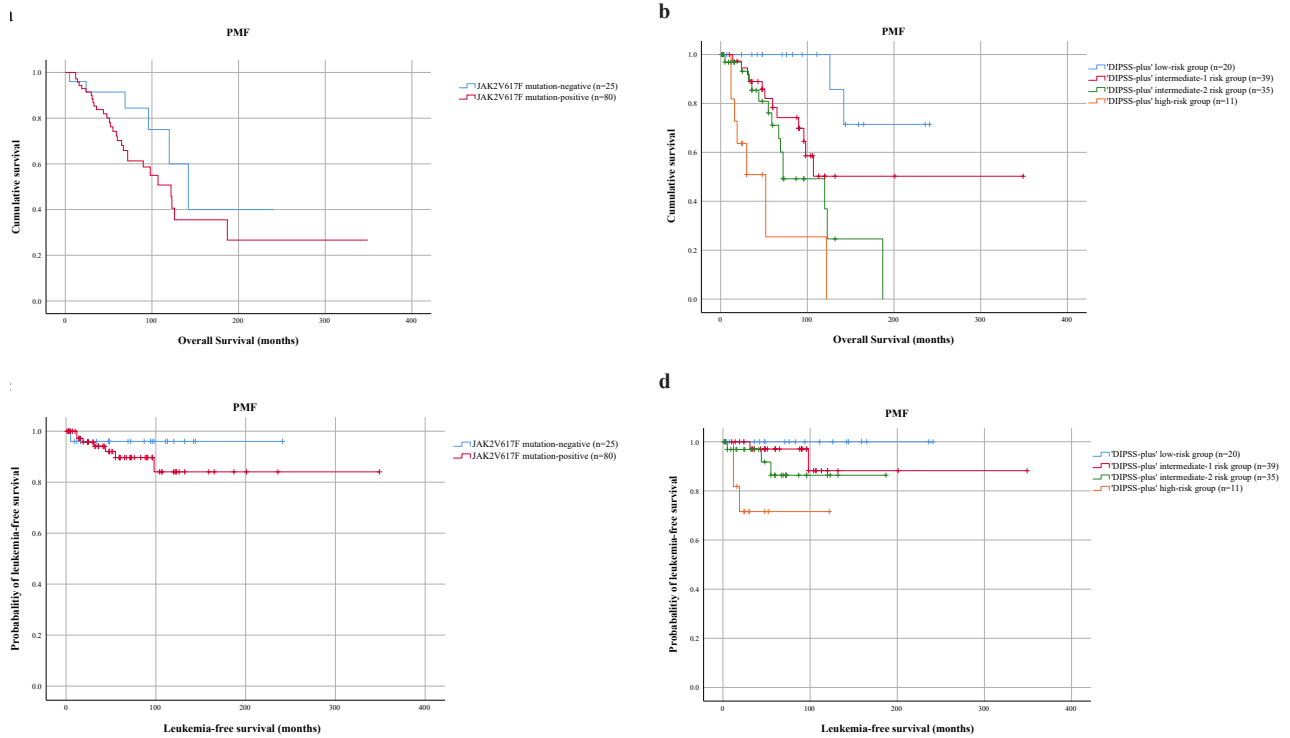 b
PMF
1.0
0.8
0.6
0.4
0.2
0.0
0
100
200
300
400
Cumulative survival
Overall Survival (months)
JAK2V617F mutation-negative (n=25)
JAK2V617F mutation-positive (n=80)
PMF
1.0
0.8
0.6
0.4
0.2
0.0
0
100
200
300
400
Cumulative survival
Overall Survival (months)
'DIPSS-plus' low-risk group (n=20)
'DIPSS-plus' intermediate-1 risk group (n=39)
'DIPSS-plus' intermediate-2 risk group (n=35)
'DIPSS-plus' high-risk group (n=11)
d
PMF
1.0
0.8
0.6
0.4
0.2
0.0
0
100
200
300
400
Probabalitiy of leukemia-free survival
Leukemia-free survival (months)
JAK2V617F mutation-negative (n=25)
JAK2V617F mutation-positive (n=80)
PMF
1.0
0.8
0.6
0.4
0.2
0.0
0
100
200
300
400
Probabalitiy of leukemia-free survival
Leukemia-free survival (months)
'DIPSS-plus' low-risk group (n=20)
'DIPSS-plus' intermediate-1 risk group (n=39)
'DIPSS-plus' intermediate-2 risk group (n=35)
'DIPSS-plus' high-risk group (n=11)